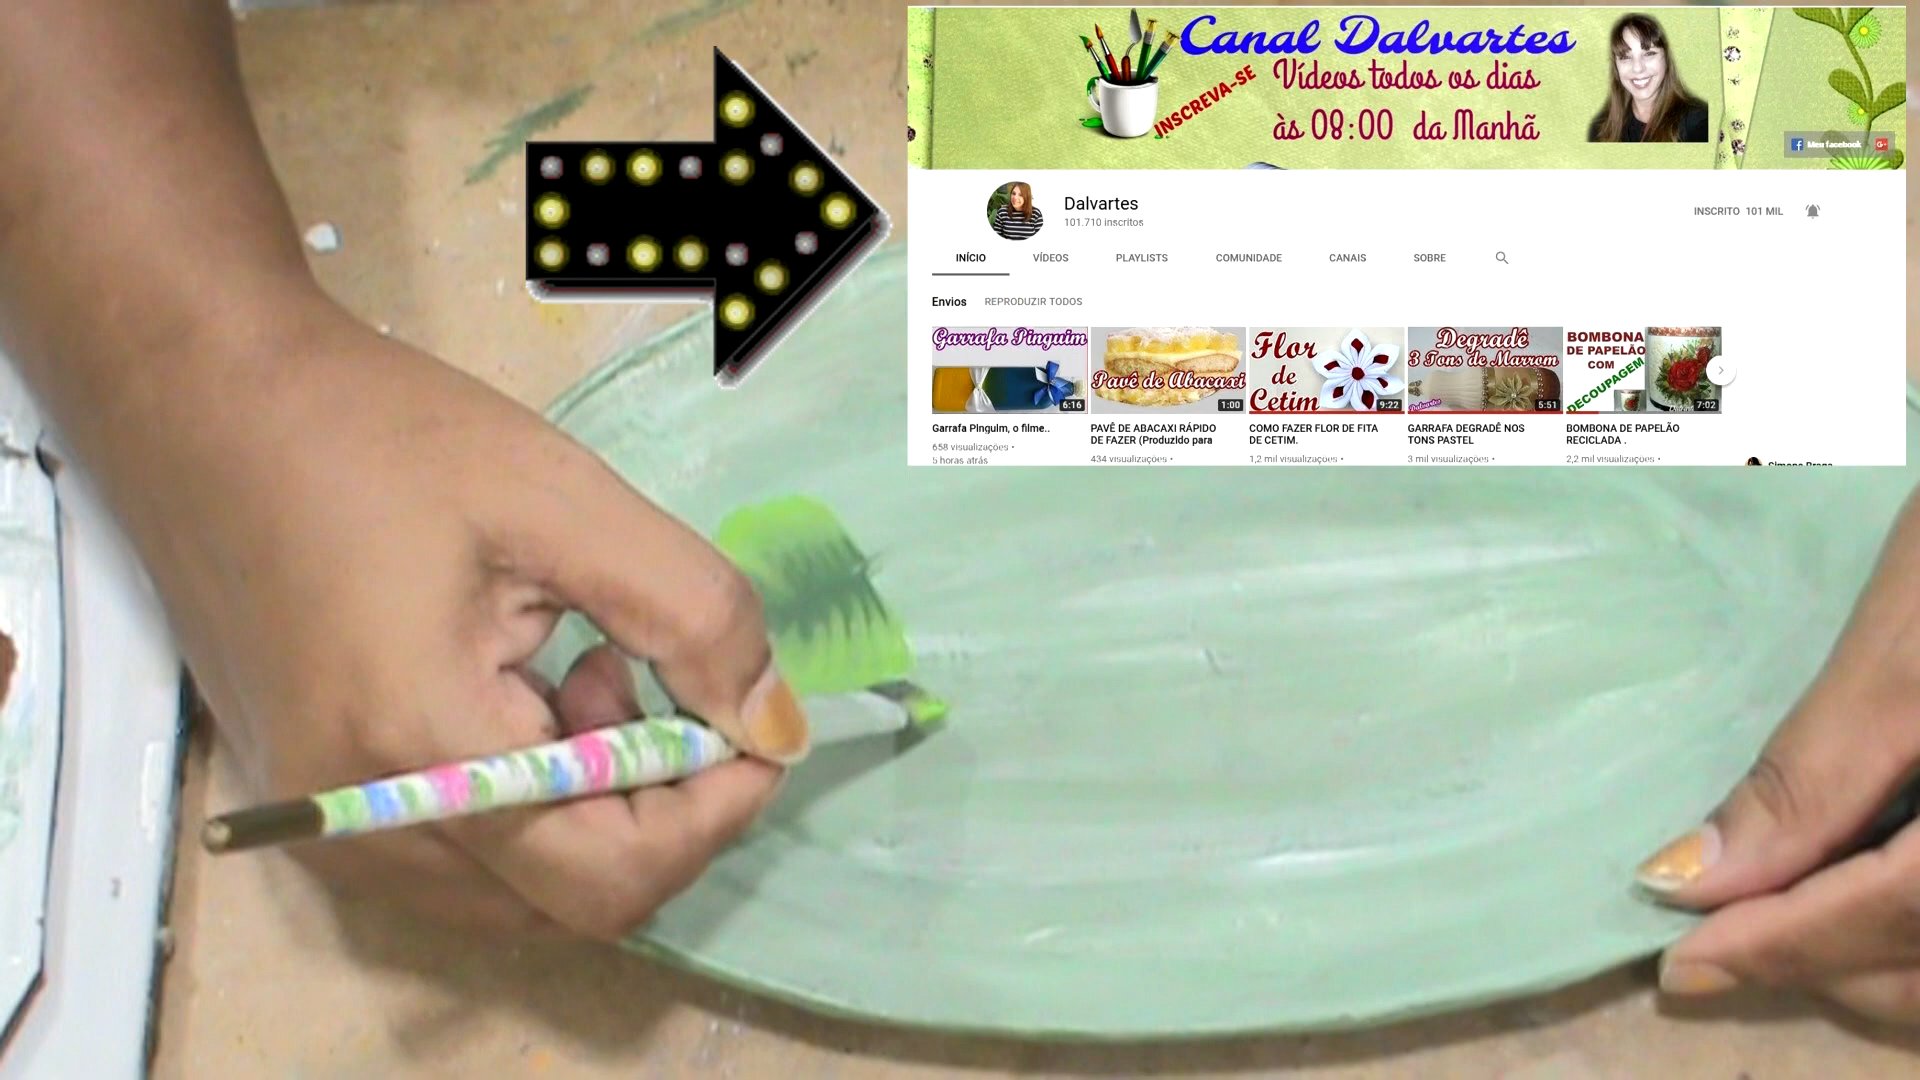 Canal Dalvartes
INSCREVA-SE
Vídeos todos os dias
às 08:00 da Manhã
Meu facebook
Dalvartes
101.710 inscritos
INSCRITO 101 MIL
INÍCIO VÍDEOS PLAYLISTS COMUNIDADE CANAIS SOBRE
Envios REPRODUZIR TODOS
Garrafa Pinguim
6:16
Pavê de Abacaxi
1:00
Flor
de
Cetim
9:22
Degradê
3 Tons de Marrom
Dalvartes
5:51
BOMBONA
DE PAPELÃO
COM
DECOUPAGEM
7:02
Garrafa Pinguim, o filme..
658 visualizações •
5 horas atrás
PAVÊ DE ABACAXI RÁPIDO
DE FAZER (Produzido para
434 visualizações •
COMO FAZER FLOR DE FITA
DE CETIM.
1,2 mil visualizações •
GARRAFA DEGRADÊ NOS
TONS PASTEL
3 mil visualizações •
BOMBONA DE PAPELÃO
RECICLADA .
2,2 mil visualizações •